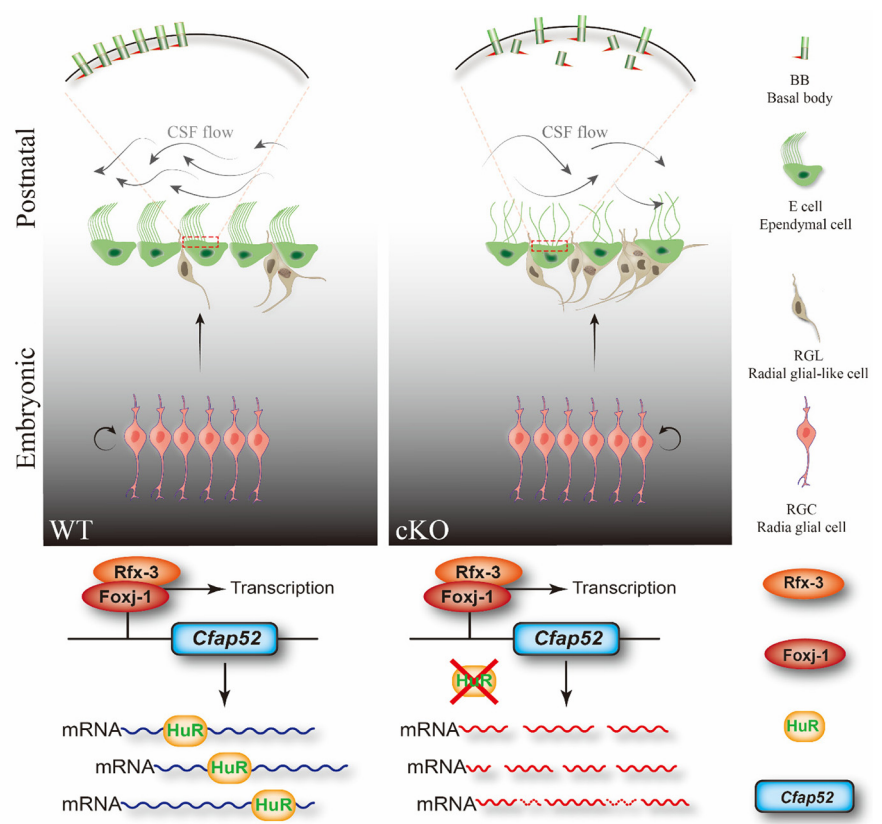 Postnatal
Embryonic
CSF flow
WT
CSF flow
cKO
BB
Basal body
E cell
Ependymal cell
RGL
Radial glial-like cell
RGC
Radia glial cell
Rfx-3
Foxj-1
Transcription
Cfap52
mRNA HuR
mRNA HuR
mRNA HuR
Rfx-3
Foxj-1
Transcription
Cfap52
HuR
mRNA
mRNA
mRNA
Rfx-3
Foxj-1
HuR
Cfap52